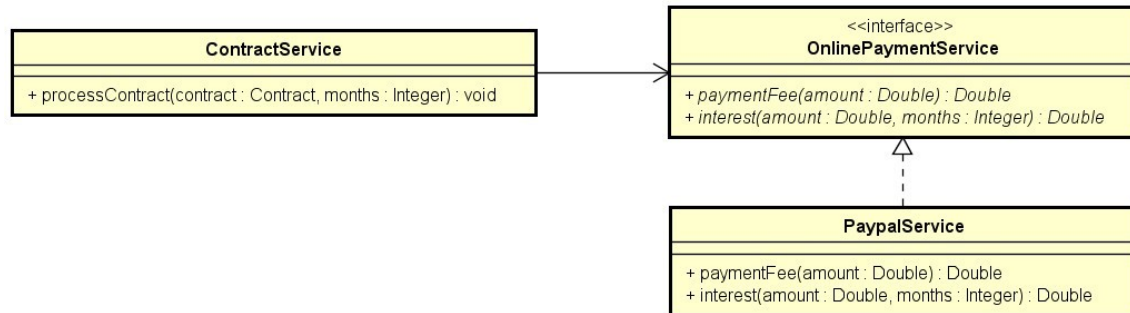 ContractService
+ processContract(contract : Contract, months : Integer) : void
<<interface>>
OnlinePaymentService
+ paymentFee(amount : Double) : Double
+ interest(amount : Double, months : Integer) : Double
PaypalService
+ paymentFee(amount : Double) : Double
+ interest(amount : Double, months : Integer) : Double